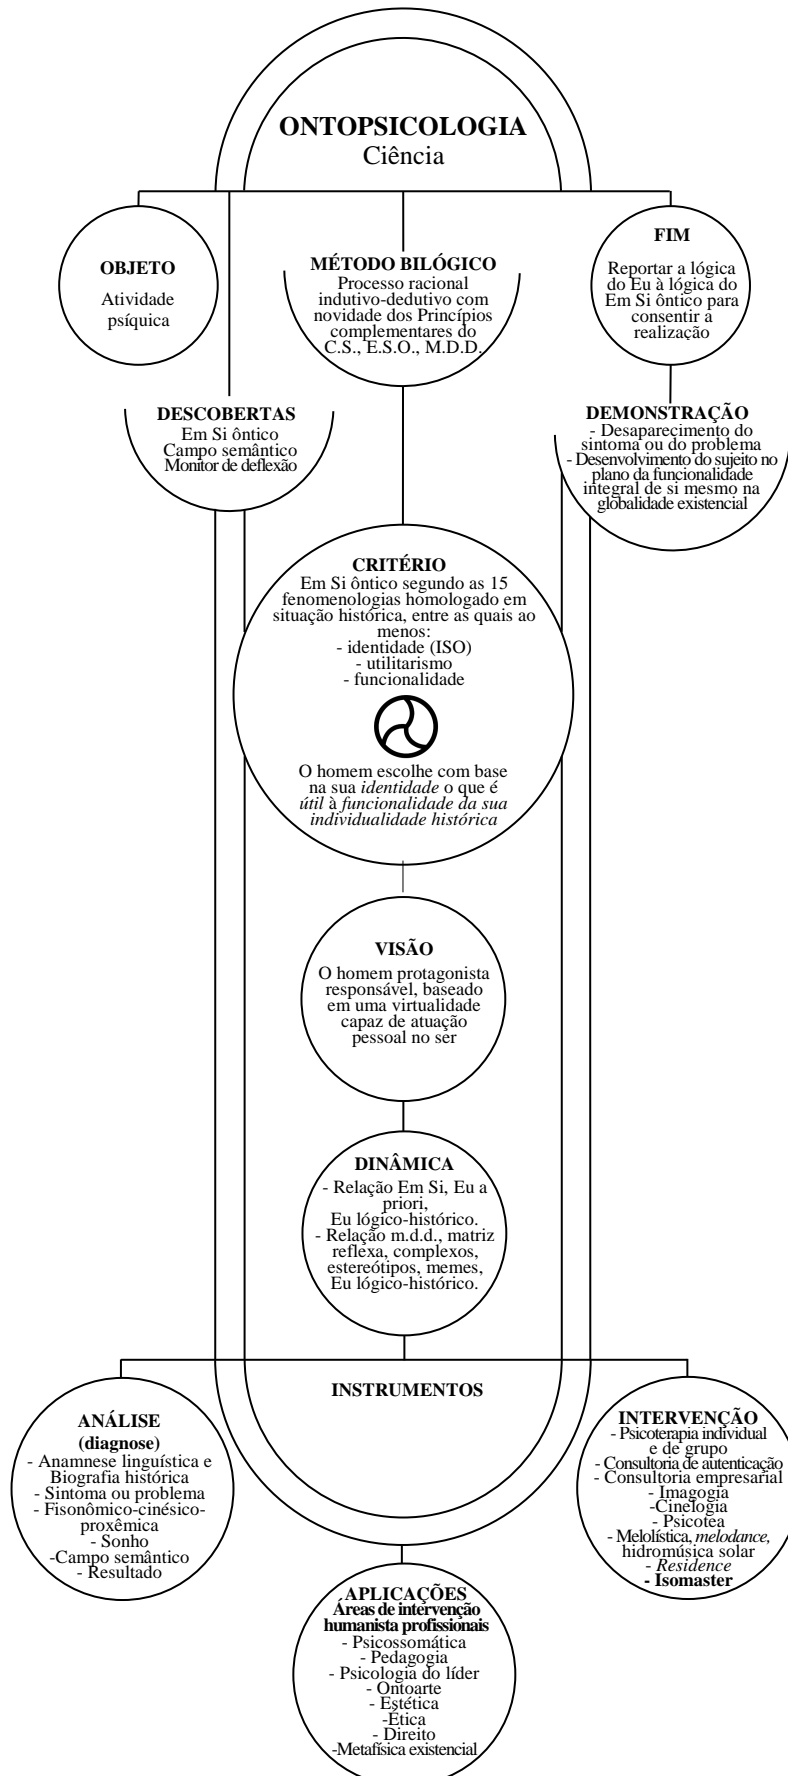 ONTOPSICOLOGIA
Ciência
OBJETO
Atividade
psíquica
MÉTODO BILÓGICO
Processo racional
indutivo-dedutivo com
novidade dos Princípios
complementares do
C.S., E.S.O., M.D.D.
FIM
Reportar a lógica
do Eu à lógica do
Em Si ôntico para
consentir a
realização
DESCOBERTAS
Em Si ôntico
Campo semântico
Monitor de deflexão
DEMONSTRAÇÃO
- Desaparecimento do
sintoma ou do problema
- Desenvolvimento do sujeito no
plano da funcionalidade
integral de si mesmo na
globalidade existencial
CRITÉRIO
Em Si ôntico segundo as 15
fenomenologias homologado em
situação histórica, entre as quais ao
menos:
- identidade (ISO)
- utilitarismo
- funcionalidade
O homem escolhe com base
na sua identidade o que é
útil à funcionalidade da sua
individualidade histórica
VISÃO
O homem protagonista
responsável, baseado
em uma virtualidade
capaz de atuação
pessoal no ser
DINÂMICA
- Relação Em Si, Eu a
priori,
Eu lógico-histórico.
- Relação m.d.d., matriz
reflexa, complexos,
estereótipos, memes,
Eu lógico-histórico.
INSTRUMENTOS
ANÁLISE
(diagnose)
- Anamnese linguística e
Biografia histórica
- Sintoma ou problema
- Fisonômico-cinésico-
proxêmica
- Sonho
-Campo semântico
- Resultado
INTERVENÇÃO
- Psicoterapia individual
e de grupo
- Consultoria de autenticação
- Consultoria empresarial
- Imagogia
-Cinelogia
- Psicotea
- Melolística, melodance,
hidromúsica solar
- Residence
- Isomaster
APLICAÇÕES
Áreas de intervenção
humanista profissionais
- Psicossomática
- Pedagogia
- Psicologia do líder
- Ontoarte
- Estética
-Ética
- Direito
-Metafísica existencial